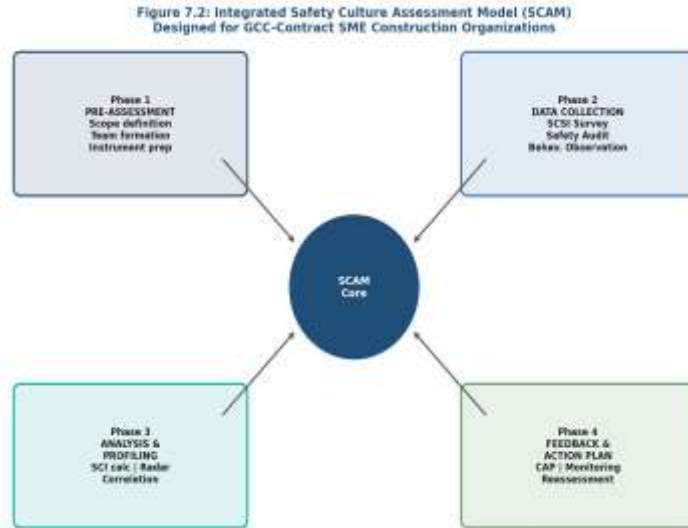 Figure 7.2: Integrated Safety Culture Assessment Model (SCAM)
Designed for GCC-Contract SME Construction Organizations
Phase 1
PRE-ASSESSMENT
Scope definition
Team formation
Instrument prep
Phase 2
DATA COLLECTION
SCSI Survey
Safety Audit
Behav. Observation
SCAM
Core
Phase 3
ANALYSIS &
PROFILING
SCI calc | Radar
Correlation
Phase 4
FEEDBACK &
ACTION PLAN
CAP | Monitoring
Reassessment